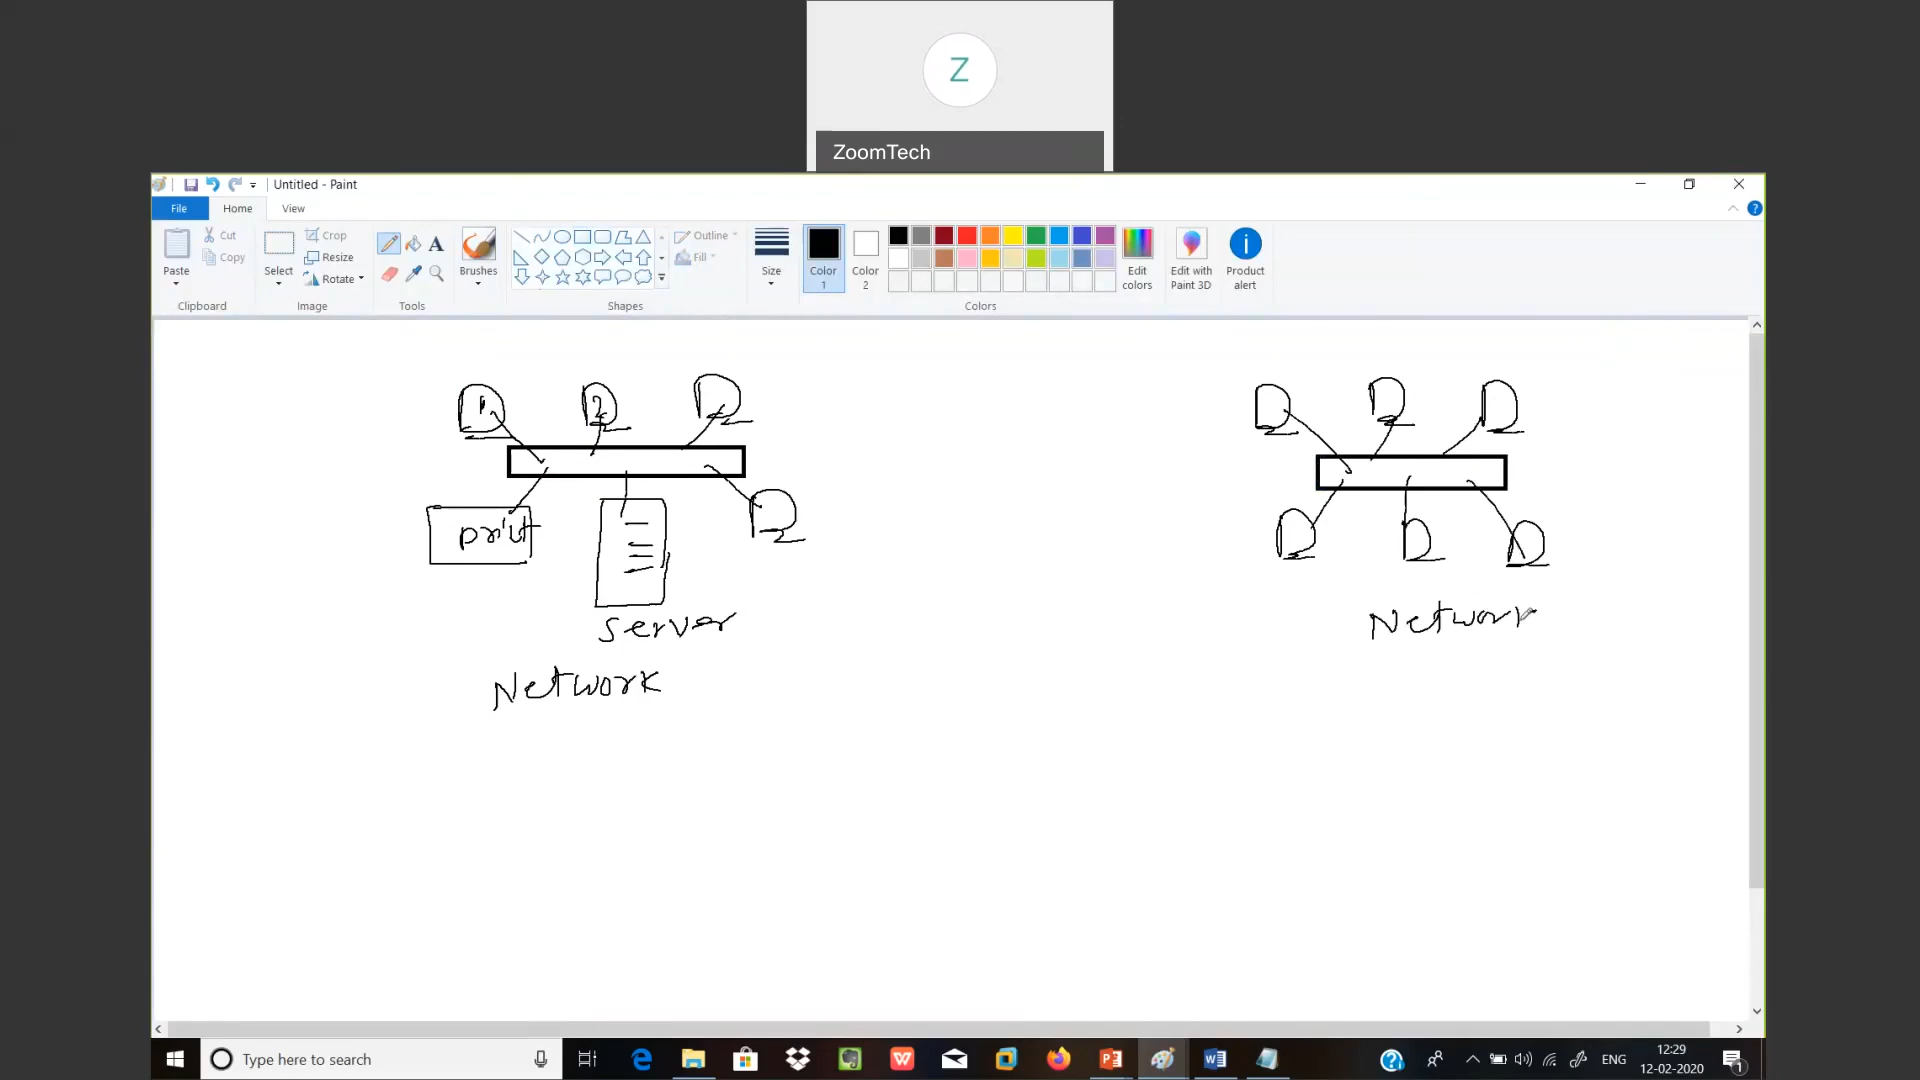 Z
ZoomTech
Untitled - Paint
File Home View
Paste Cut Copy
Clipboard
Select Crop Resize Rotate
Image
A
Tools
Brushes
Outline Fill
Shapes
Size
Color 1 Color 2
Edit colors
Colors
Edit with Paint 3D
Product alert
1 2
print
server
Network
Network
Type here to search
ENG
12:29
12-02-2020
1